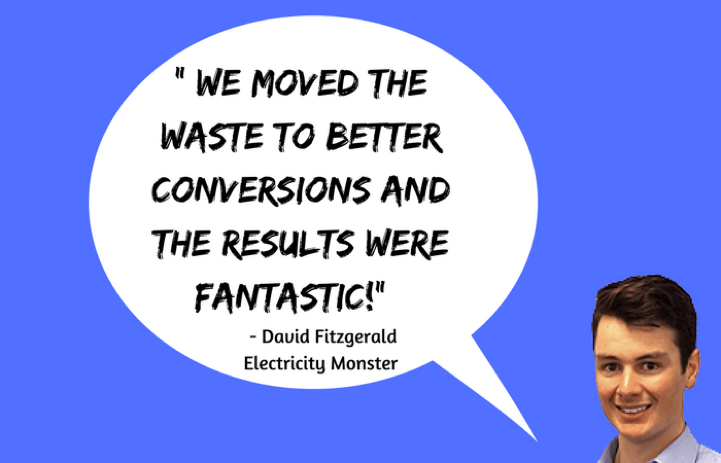 " WE MOVED THE
WASTE TO BETTER
CONVERSIONS AND
THE RESULTS WERE
FANTASTIC!"
- David Fitzgerald
Electricity Monster